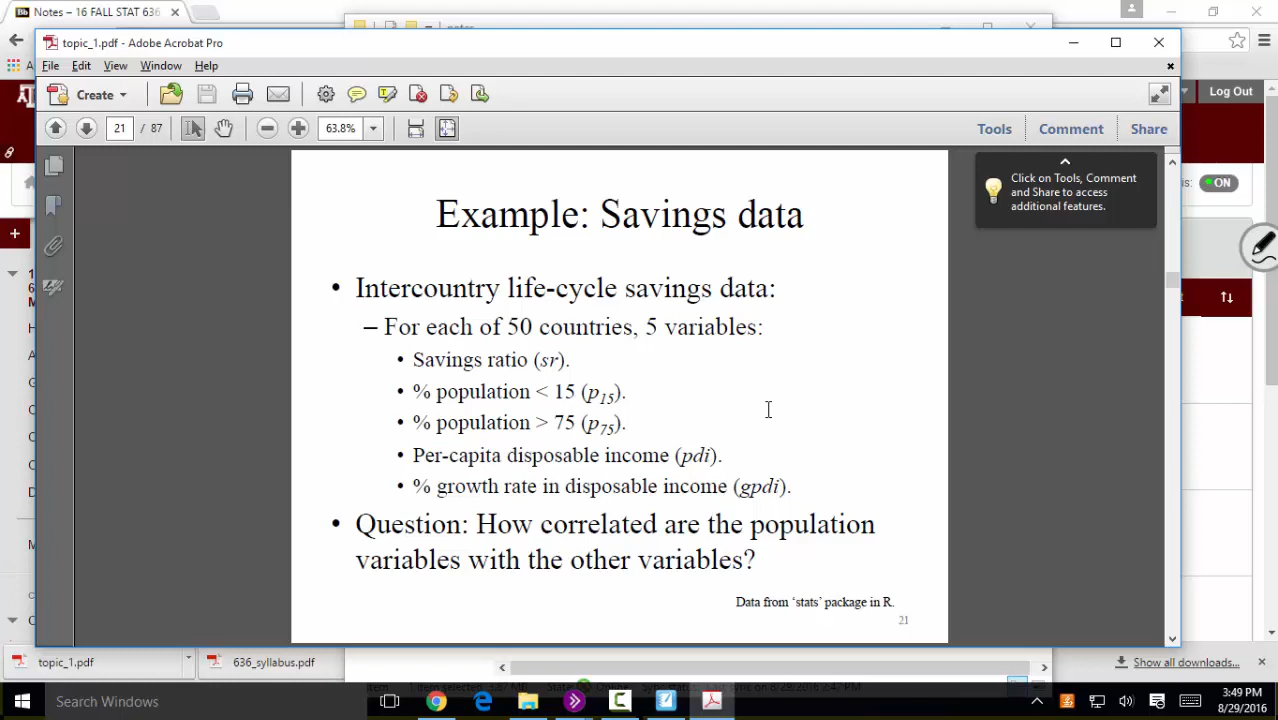 Notes – 16 FALL STAT 636
topic_1.pdf - Adobe Acrobat Pro
File Edit View Window Help
Create
21 / 87
63.8%
Tools Comment Share
Log Out
Click on Tools, Comment
and Share to access
additional features.
is: ON
Example: Savings data
• Intercountry life-cycle savings data:
– For each of 50 countries, 5 variables:
• Savings ratio (sr).
• % population < 15 (p15).
• % population > 75 (p75).
• Per-capita disposable income (pdi).
• % growth rate in disposable income (gpdi).
• Question: How correlated are the population
variables with the other variables?
Data from ‘stats’ package in R.
21
topic_1.pdf
636_syllabus.pdf
Show all downloads...
Search Windows
3:49 PM
8/29/2016